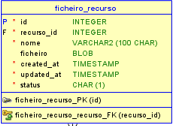 ficheiro_recurso
P * id INTEGER
F * recurso_id INTEGER
* nome VARCHAR2 (100 CHAR)
ficheiro BLOB
* created_at TIMESTAMP
* updated_at TIMESTAMP
* status CHAR (1)
ficheiro_recurso_PK (id)
ficheiro_recurso_recurso_FK (recurso_id)